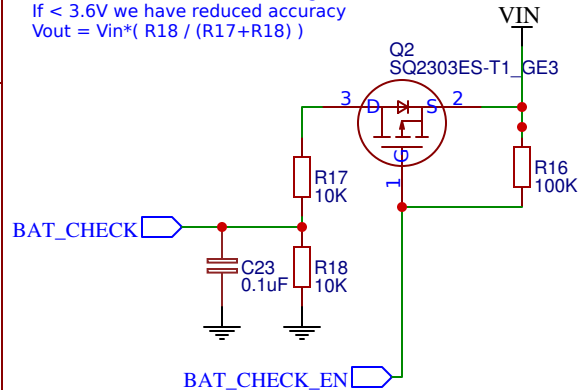 If < 3.6V we have reduced accuracy
Vout = Vin*( R18 / (R17+R18) )
VIN
Q2
SQ2303ES-T1_GE3
3
D
S
2
G
1
R17
10K
R16
100K
BAT_CHECK
C23
0.1uF
R18
10K
BAT_CHECK_EN